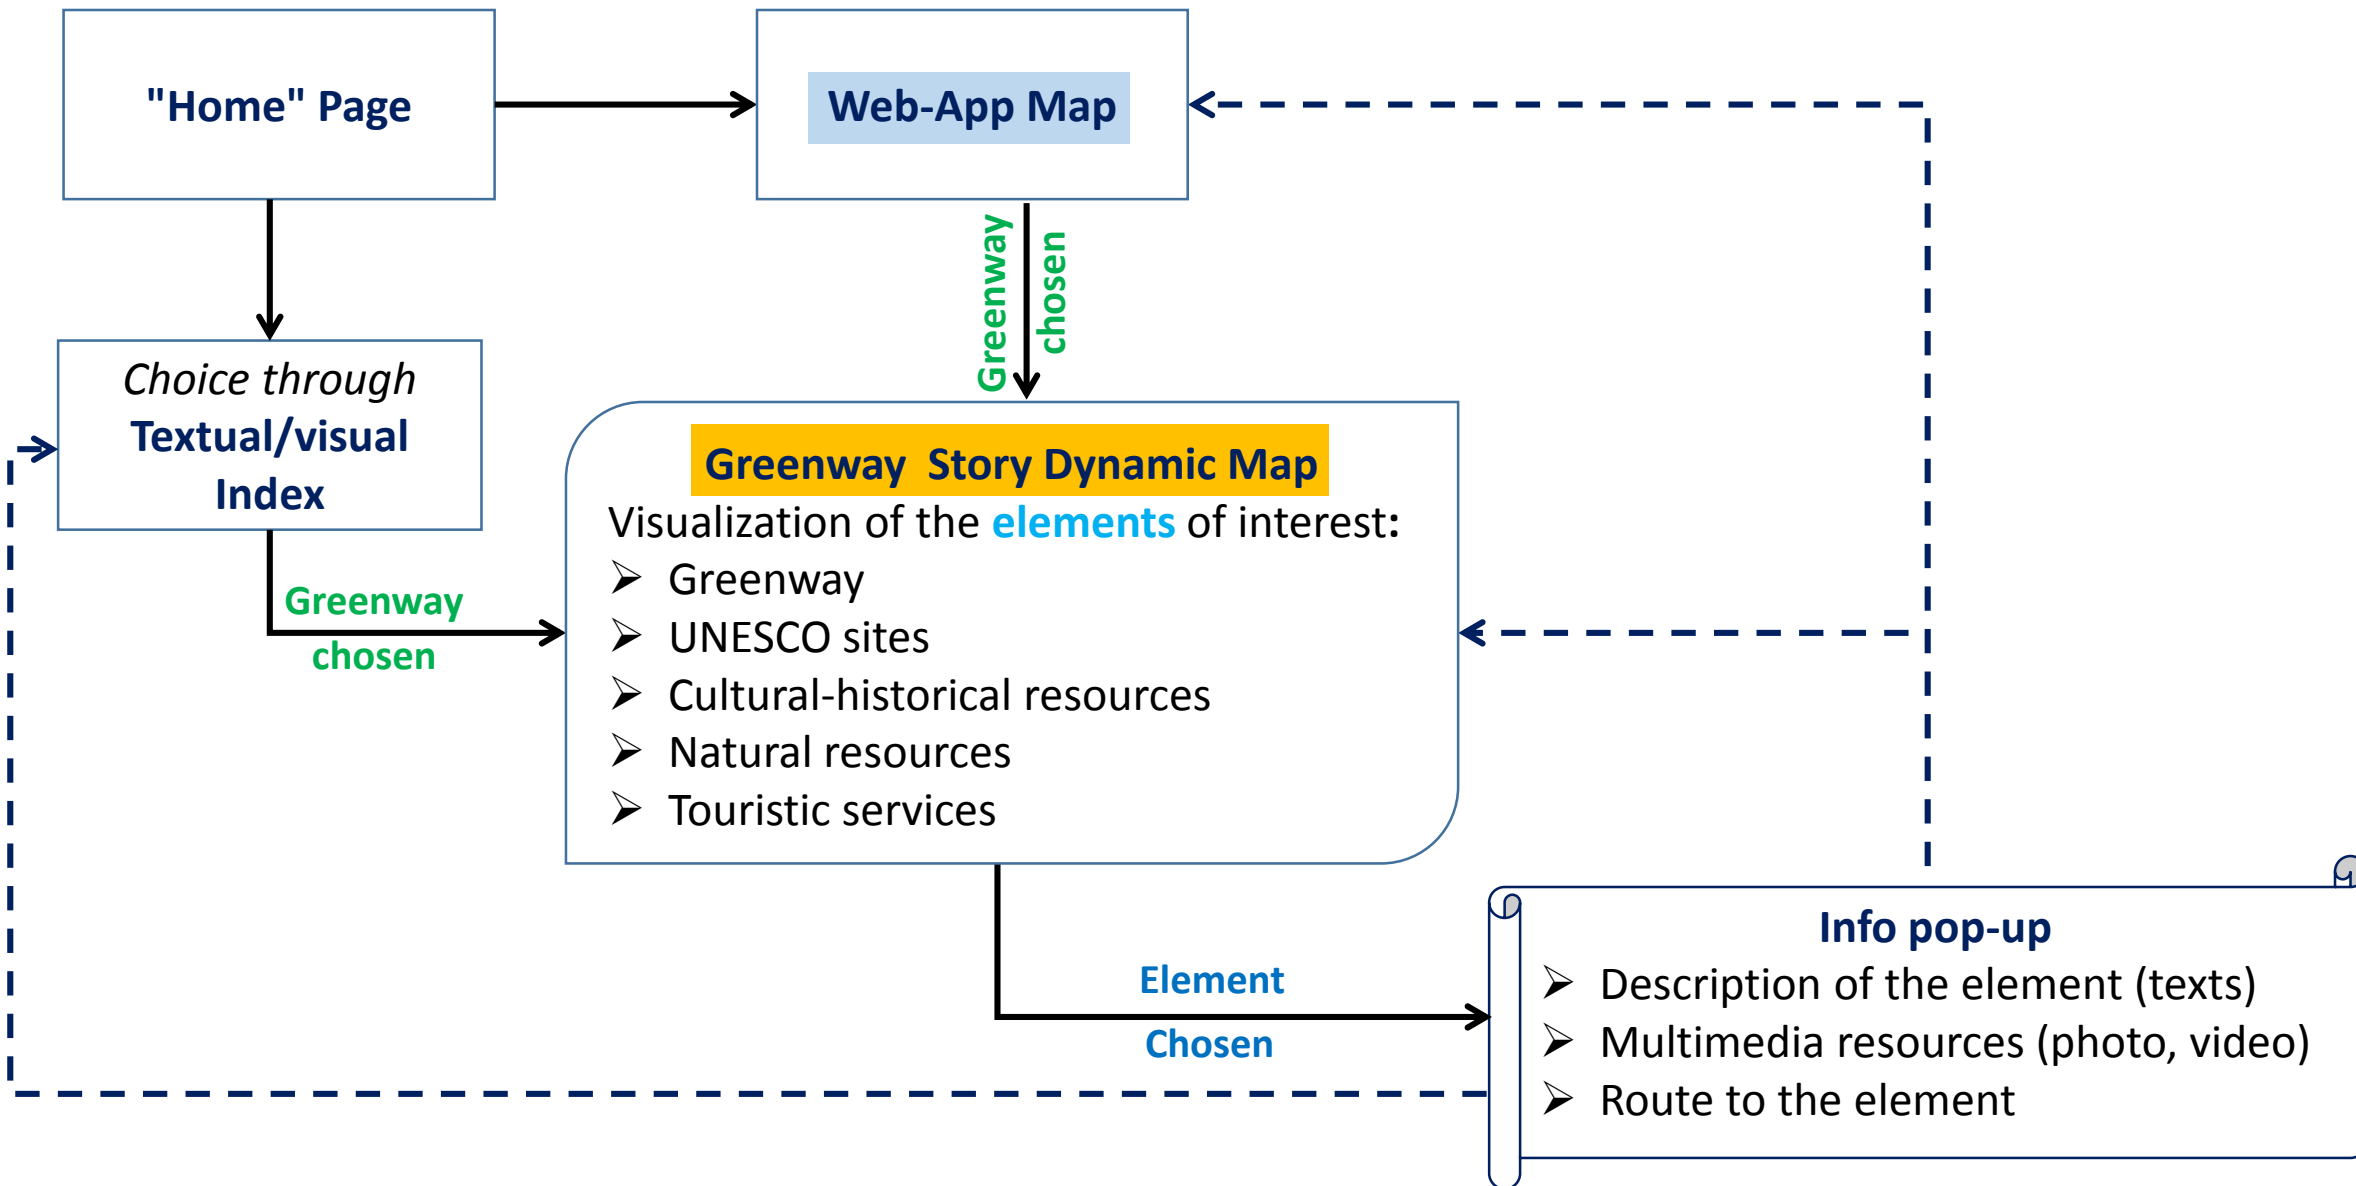 "Home" Page
Web-App Map
Greenway
chosen
Choice through
Textual/visual
Index
Greenway
chosen
Greenway  Story Dynamic Map
Visualization of the elements of interest:
➢ Greenway
➢ UNESCO sites
➢ Cultural-historical resources
➢ Natural resources
➢ Touristic services
Element
Chosen
Info pop-up
➢ Description of the element (texts)
➢ Multimedia resources (photo, video)
➢ Route to the element